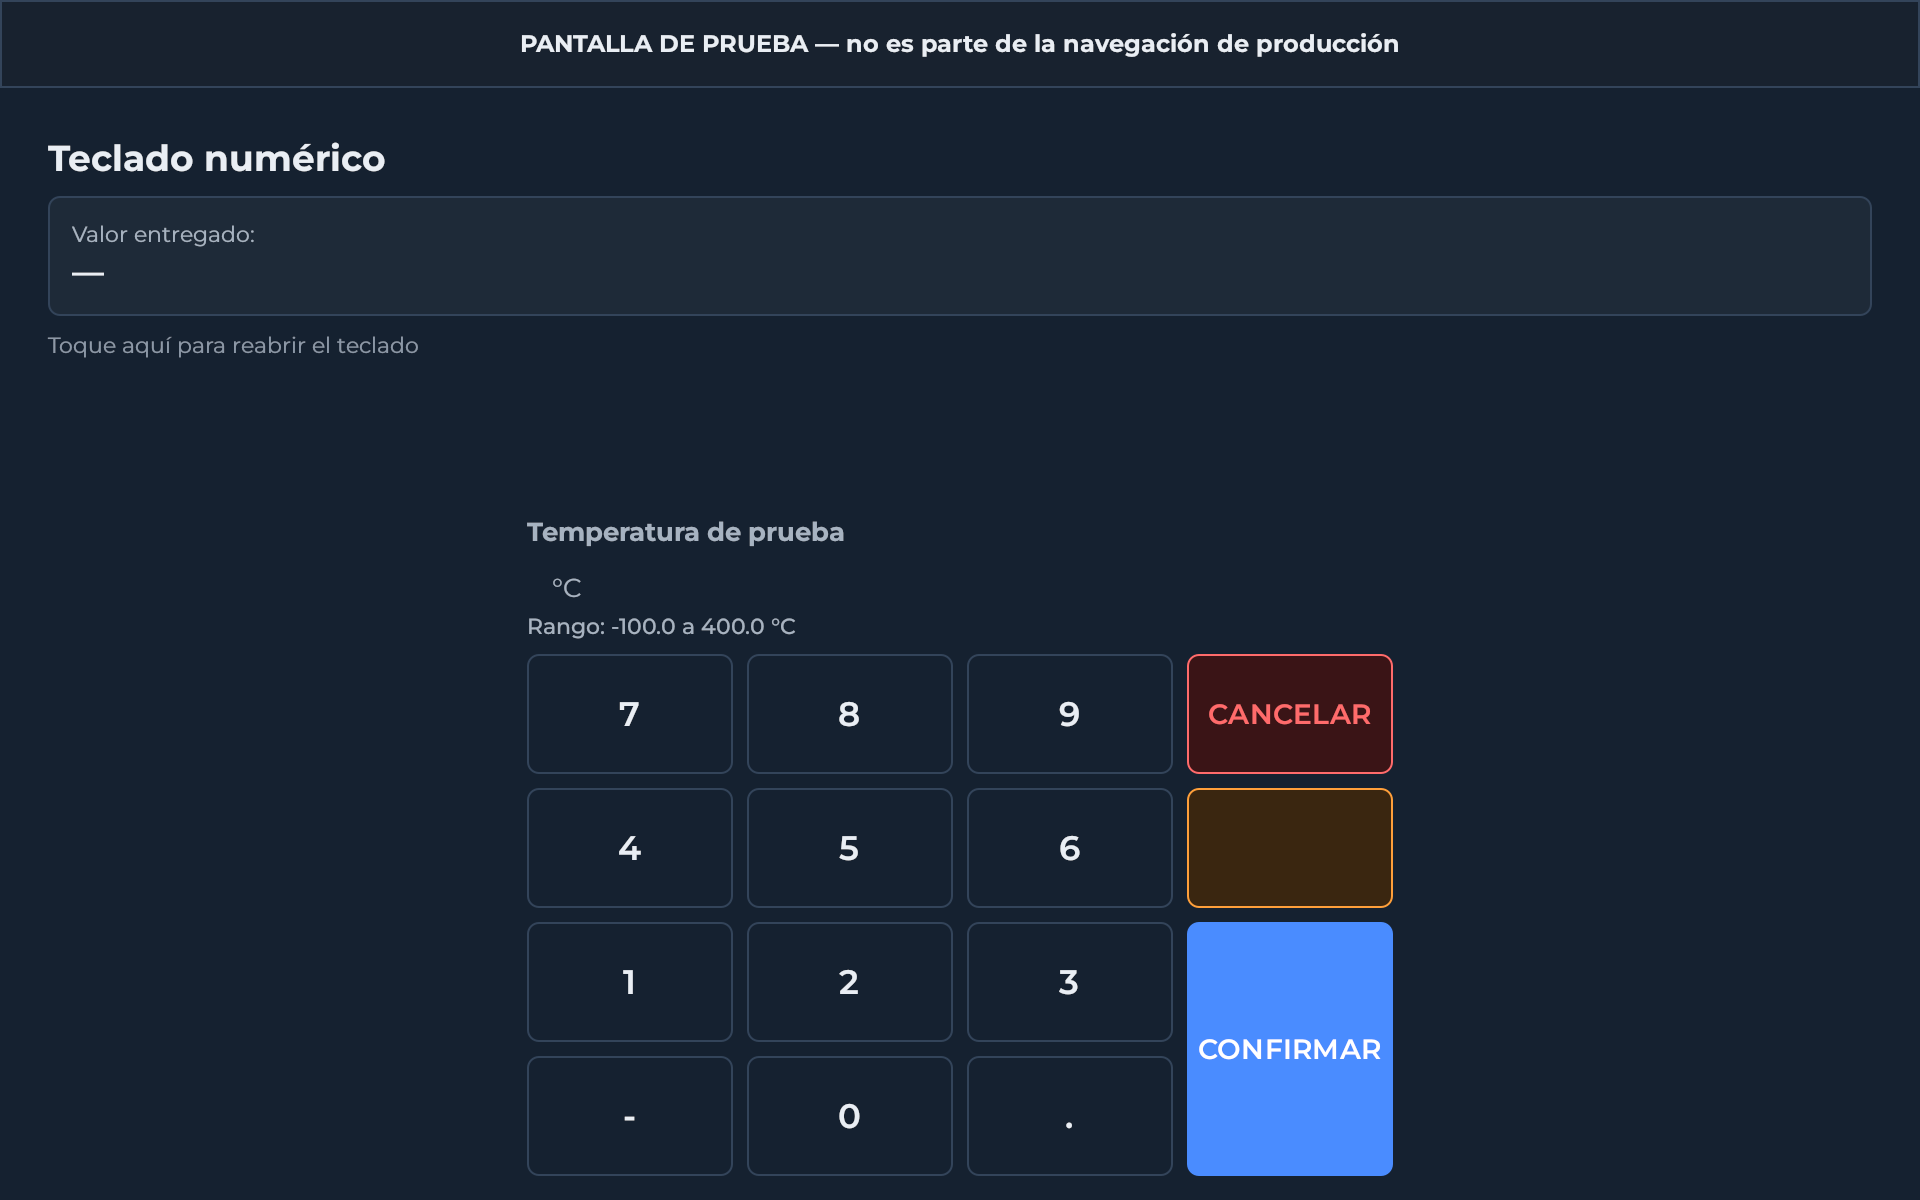 PANTALLA DE PRUEBA — no es parte de la navegación de producción
Teclado numérico
Valor entregado:
—
Toque aquí para reabrir el teclado
Temperatura de prueba
°C
Rango: -100.0 a 400.0 °C
7 8 9 CANCELAR
4 5 6
1 2 3
CONFIRMAR
- 0 .